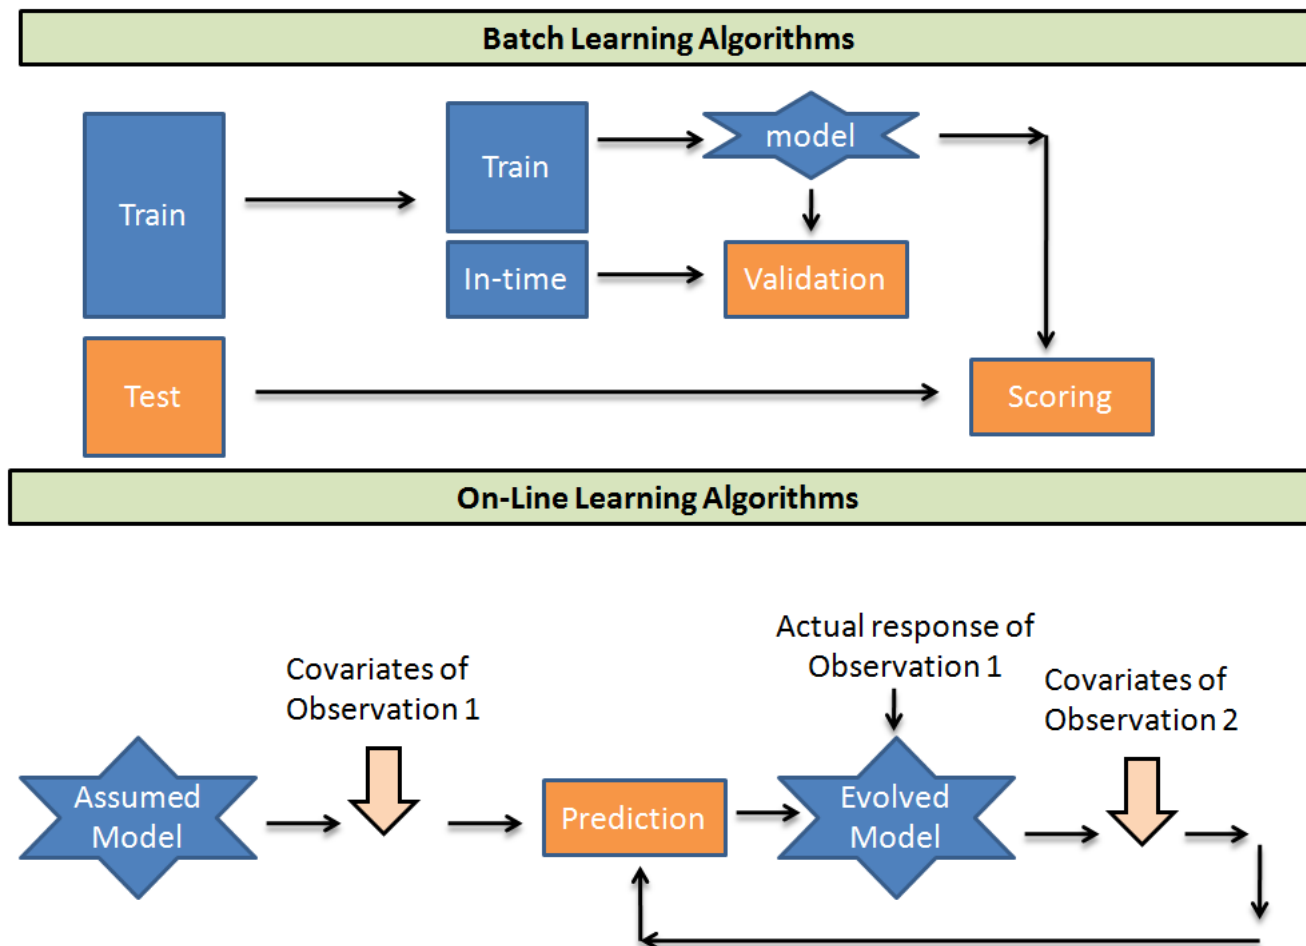 Batch Learning Algorithms
Train
Train
model
In-time
Validation
Test
Scoring
On-Line Learning Algorithms
Covariates of
Observation 1
Actual response of
Observation 1
Covariates of
Observation 2
Assumed
Model
Prediction
Evolved
Model